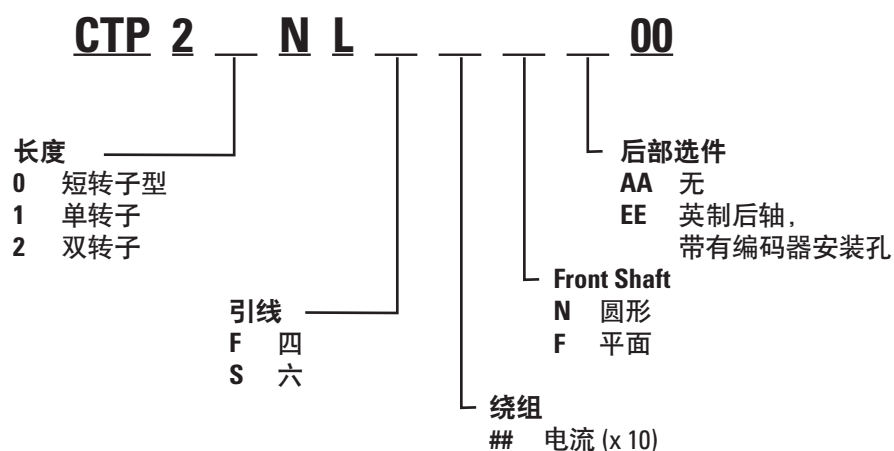 CTP 2 _ N L _ _ _ _ 00
长度
0 短转子型
1 单转子
2 双转子
引线
F 四
S 六
绕组
## 电流 (x 10)
Front Shaft
N 圆形
F 平面
后部选件
AA 无
EE 英制后轴，
带有编码器安装孔